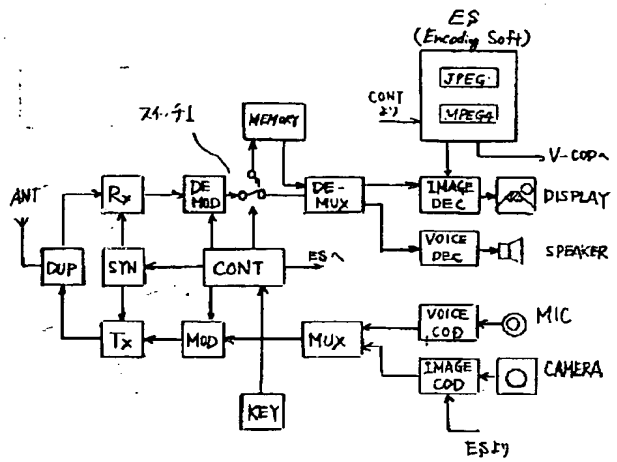 ES
(Encoding Soft)
JPEG
MPEG4
CONT
より
V-CODへ
スイッチ1
MEMORY
ANT
Rx
DE
MOD
DE-
MUX
IMAGE
DEC
DISPLAY
VOICE
DEC
SPEAKER
DUP
SYN
CONT
ESへ
Tx
MOD
MUX
VOICE
COD
MIC
IMAGE
COD
CAMERA
KEY
ESより